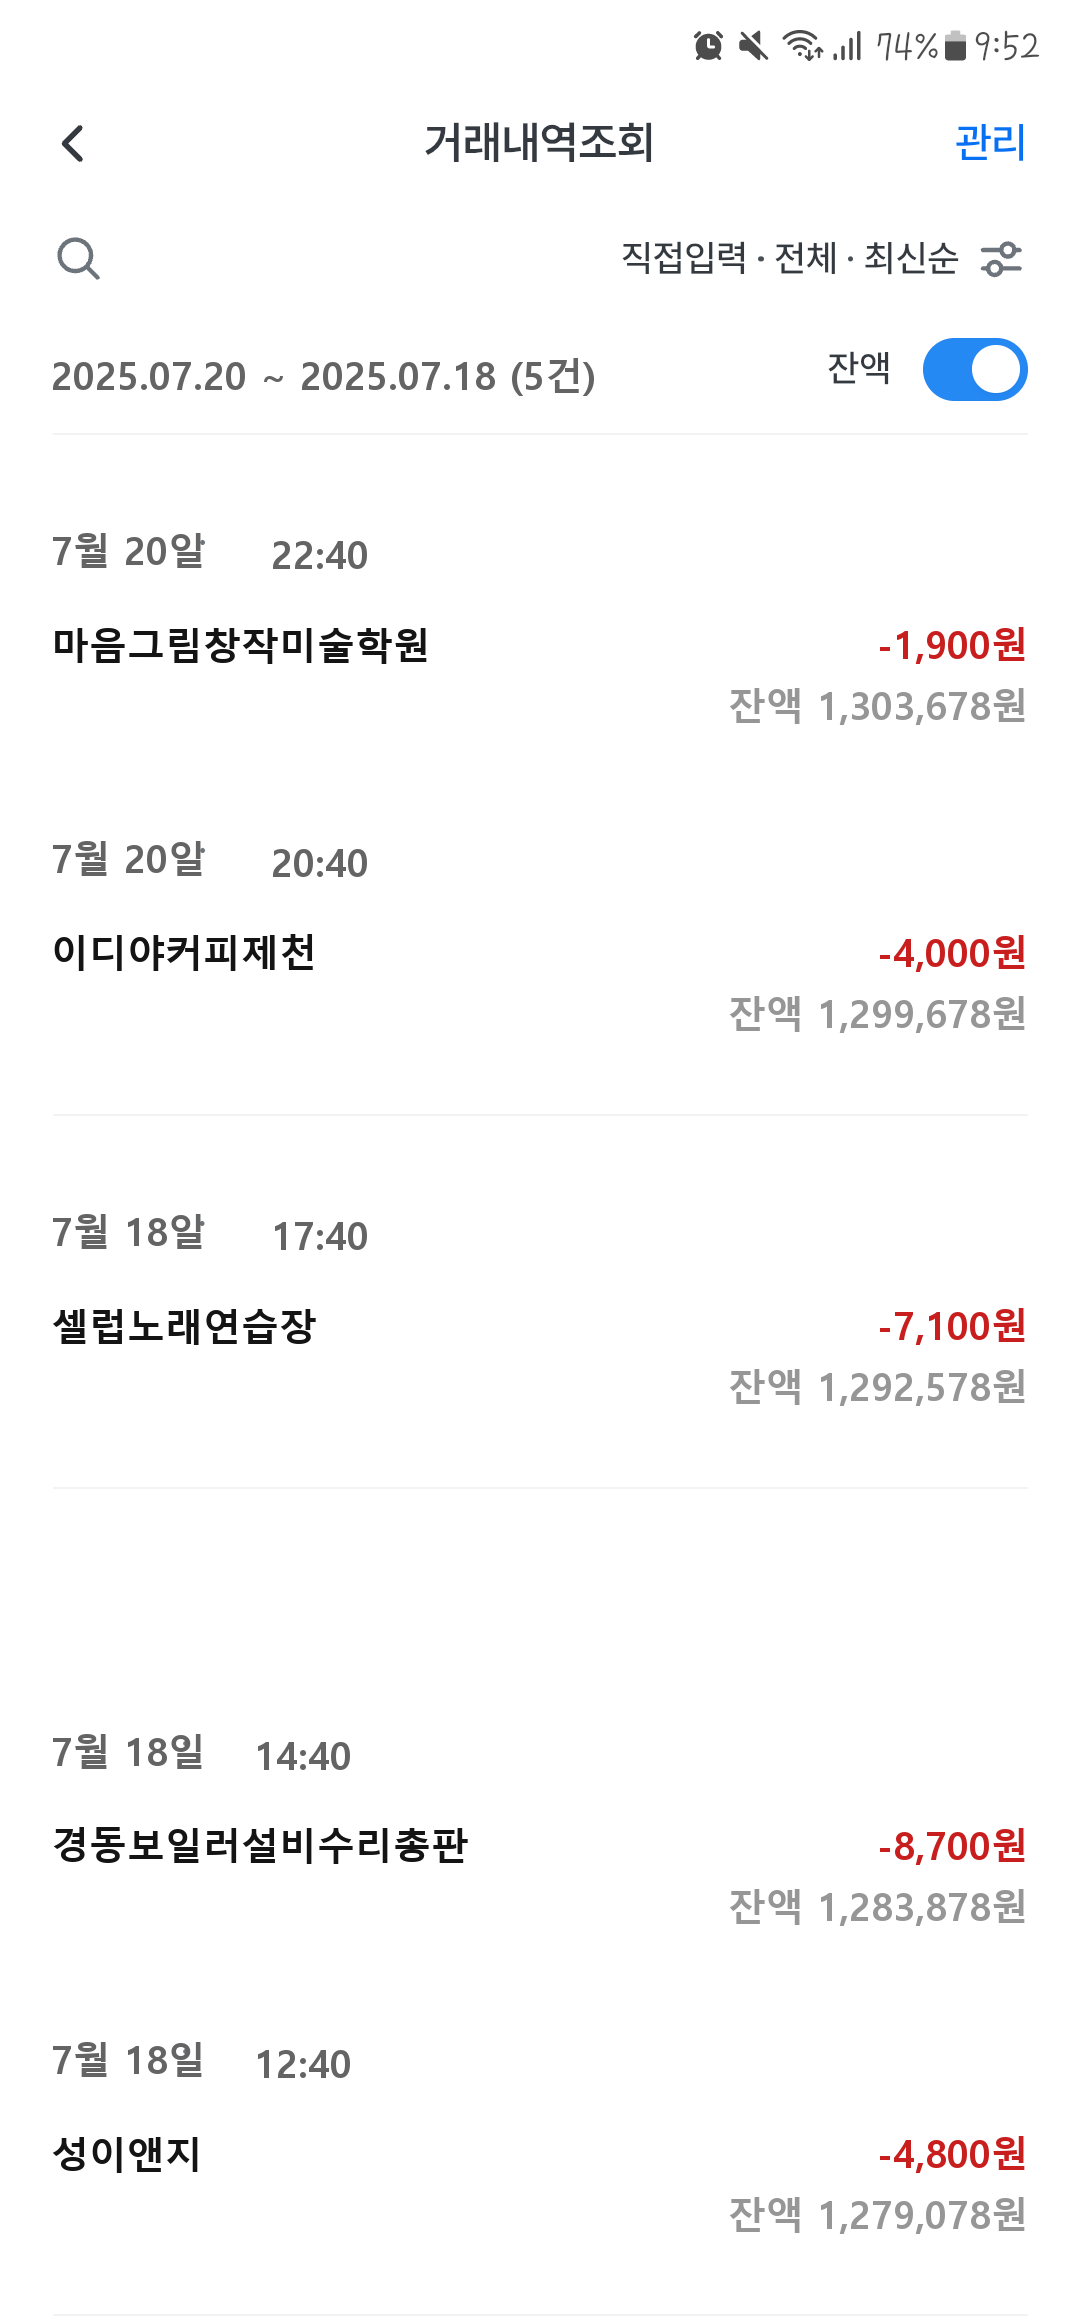 74% 9:52
거래내역조회 관리
직접입력 · 전체 · 최신순
2025.07.20 ~ 2025.07.18 (5건) 잔액
7월 20알 22:40
마음그림창작미술학원 -1,900원
잔액 1,303,678원
7월 20알 20:40
이디야커피제천 -4,000원
잔액 1,299,678원
7월 18알 17:40
셀럽노래연습장 -7,100원
잔액 1,292,578원
7월 18일 14:40
경동보일러설비수리총판 -8,700원
잔액 1,283,878원
7월 18일 12:40
성이앤지 -4,800원
잔액 1,279,078원